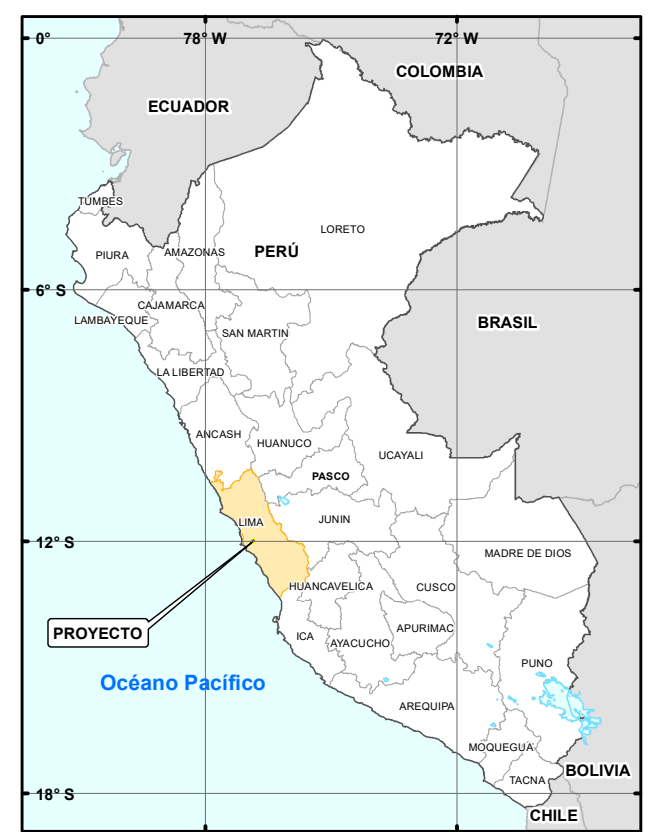 0°
78° W
72° W
COLOMBIA
ECUADOR
TUMBES
LORETO
PIURA
AMAZONAS
PERÚ
6° S
CAJAMARCA
LAMBAYEQUE
SAN MARTIN
BRASIL
LA LIBERTAD
ANCASH
HUANUCO
UCAYALI
PASCO
LIMA
JUNIN
12° S
MADRE DE DIOS
HUANCAVELICA
CUSCO
PROYECTO
ICA
AYACUCHO
APURIMAC
PUNO
Océano Pacífico
AREQUIPA
MOQUEGUA
BOLIVIA
TACNA
18° S
CHILE